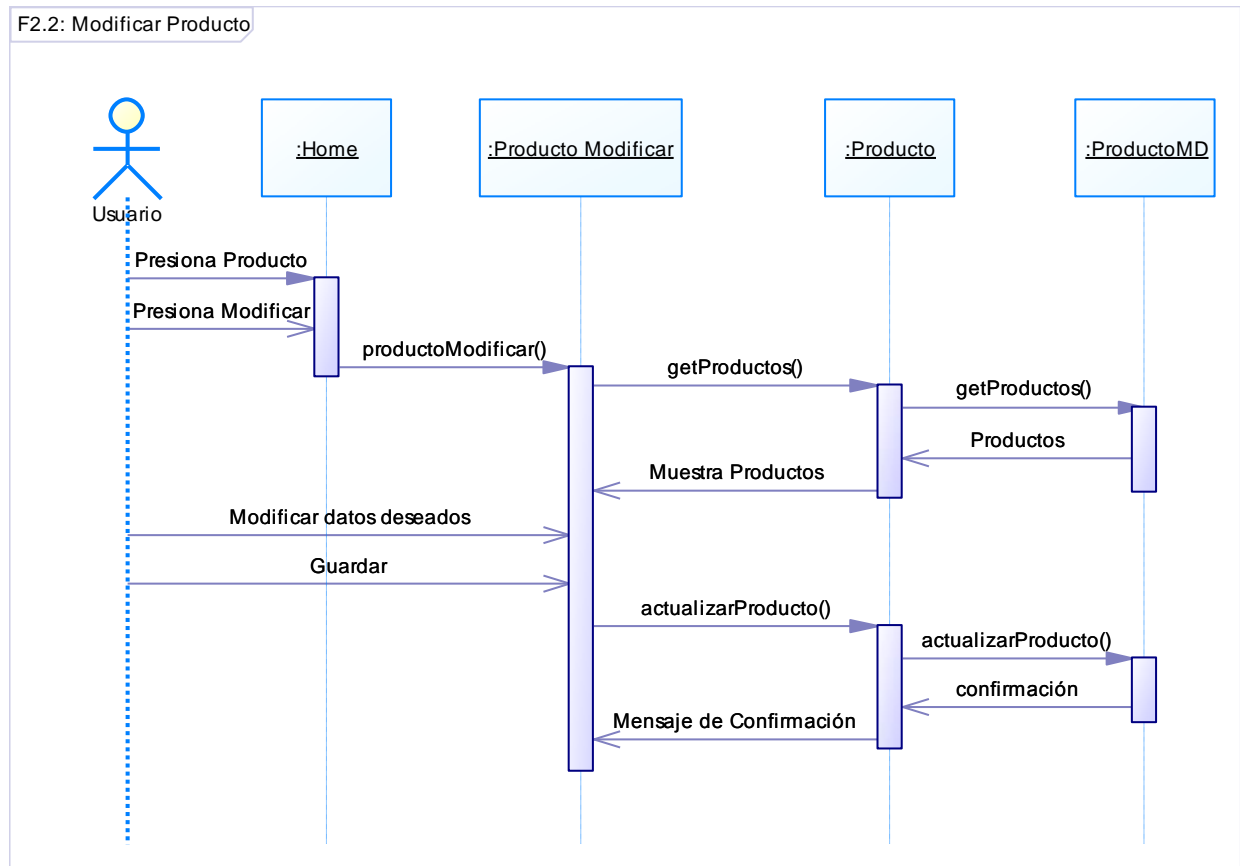 F2.2: Modificar Producto
:Home
:Producto Modificar
:Producto
:ProductoMD
Usuario
Presiona Producto
Presiona Modificar
productoModificar()
getProductos()
getProductos()
Productos
Muestra Productos
Modificar datos deseados
Guardar
actualizarProducto()
actualizarProducto()
confirmación
Mensaje de Confirmación